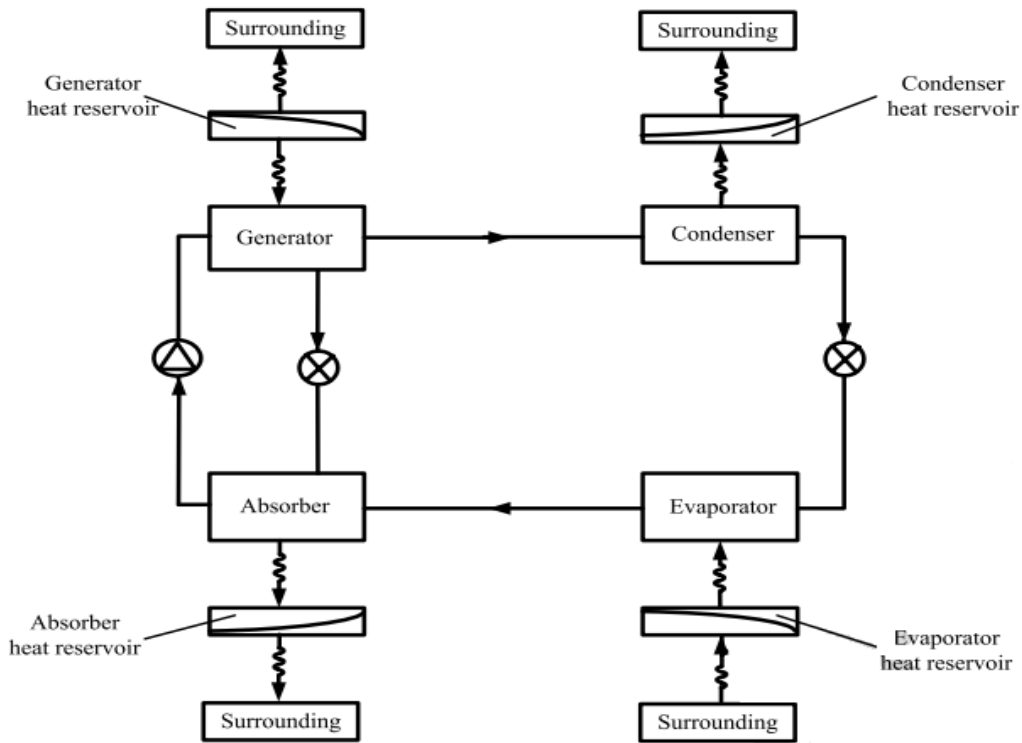 Surrounding
Surrounding
Generator
heat reservoir
Condenser
heat reservoir
Generator
Condenser
Absorber
Evaporator
Absorber
heat reservoir
Evaporator
heat reservoir
Surrounding
Surrounding